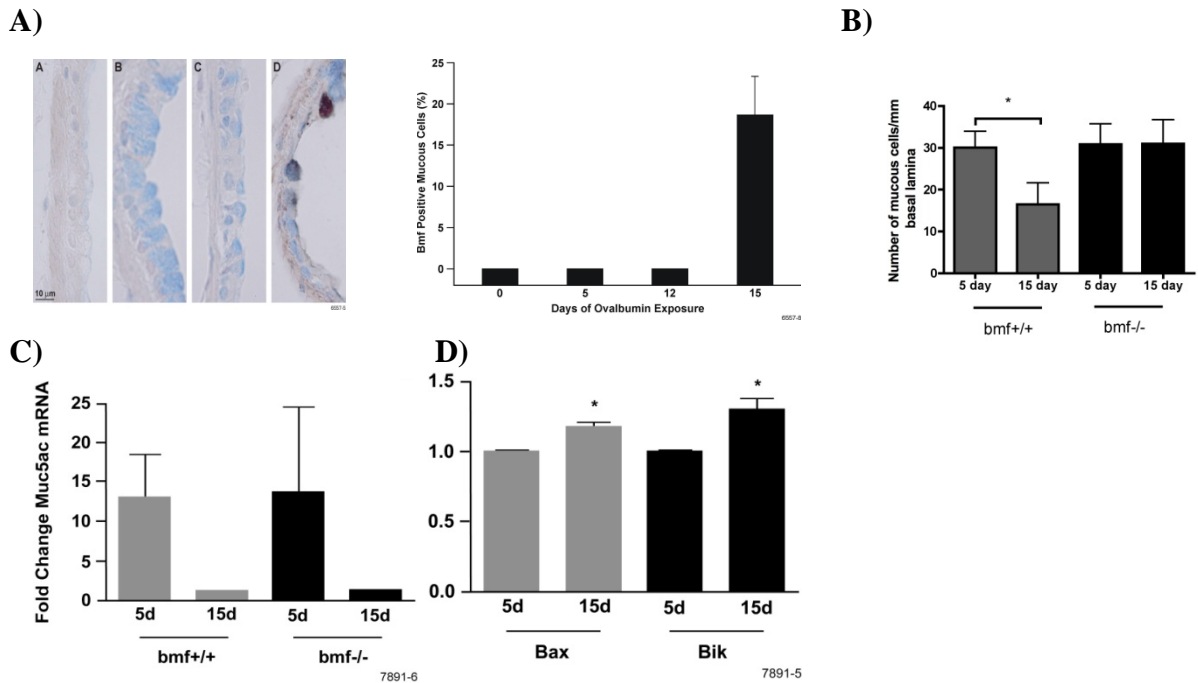 A)
B)
A
B
C
D
10 µm
6557-5
Bmf Positive Mucous Cells (%)
25
20
15
10
5
0
0 5 12 15
Days of Ovalbumin Exposure
6557-8
Number of mucous cells/mm
basal lamina
40
30
20
10
0
*
5 day 15 day 5 day 15 day
bmf+/+ bmf-/-
C)
D)
Fold Change Muc5ac mRNA
25
20
15
10
5
0
5d 15d 5d 15d
bmf+/+ bmf-/-
7891-6
1.5
1.0
0.5
0.0
* *
5d 15d 5d 15d
Bax Bik
7891-5